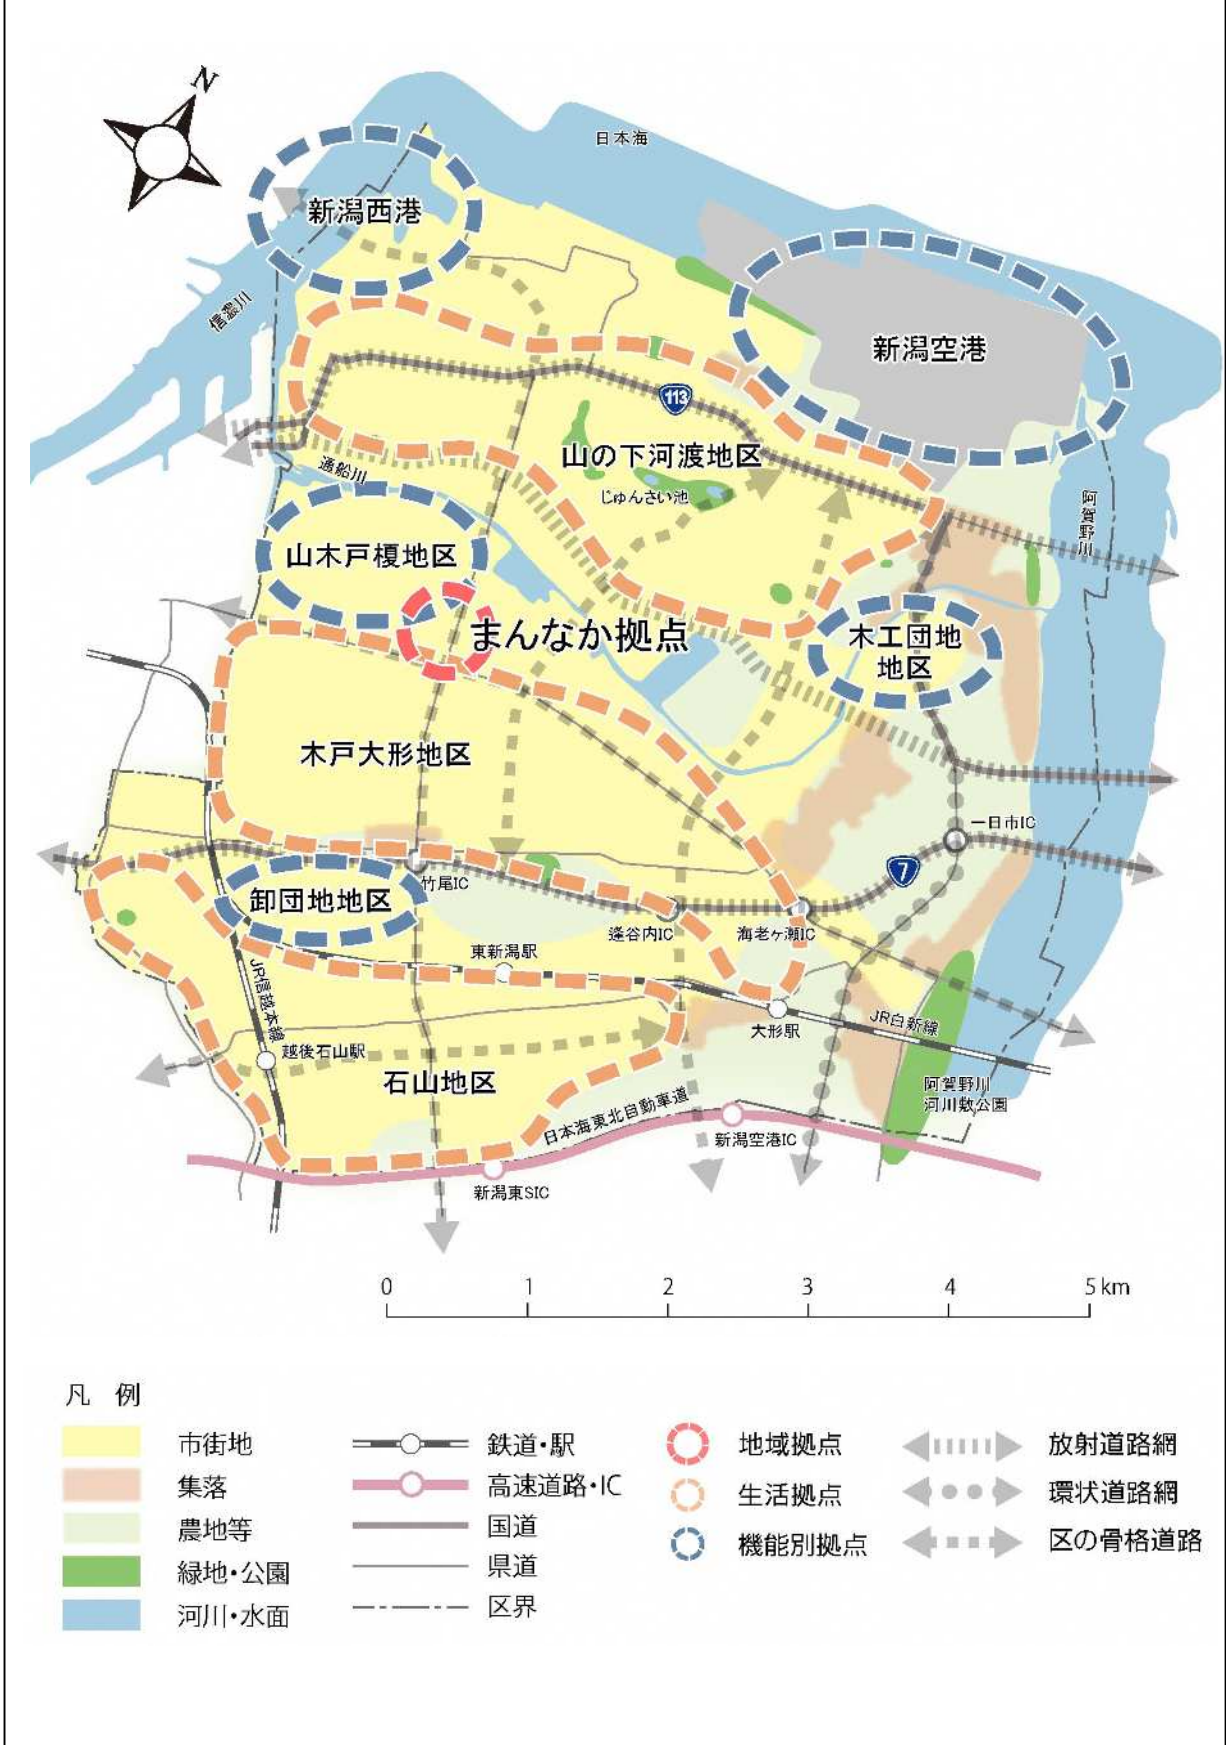 N
日本海
新潟西港
信濃川
新潟空港
113
山の下河渡地区
じゅんさい池
通船川
阿賀野川
山木戸榎地区
まんなか拠点
木工団地
地区
木戸大形地区
一日市IC
7
竹尾IC
卸団地地区
逢谷内IC
海老ヶ瀬IC
東新潟駅
JR信越本線
大形駅
JR白新線
越後石山駅
石山地区
阿賀野川
河川敷公園
日本海東北自動車道
新潟空港IC
新潟東SIC
0 1 2 3 4 5km
凡 例
市街地
集落
農地等
緑地・公園
河川・水面
鉄道・駅
高速道路・IC
国道
県道
区界
地域拠点
生活拠点
機能別拠点
放射道路網
環状道路網
区の骨格道路